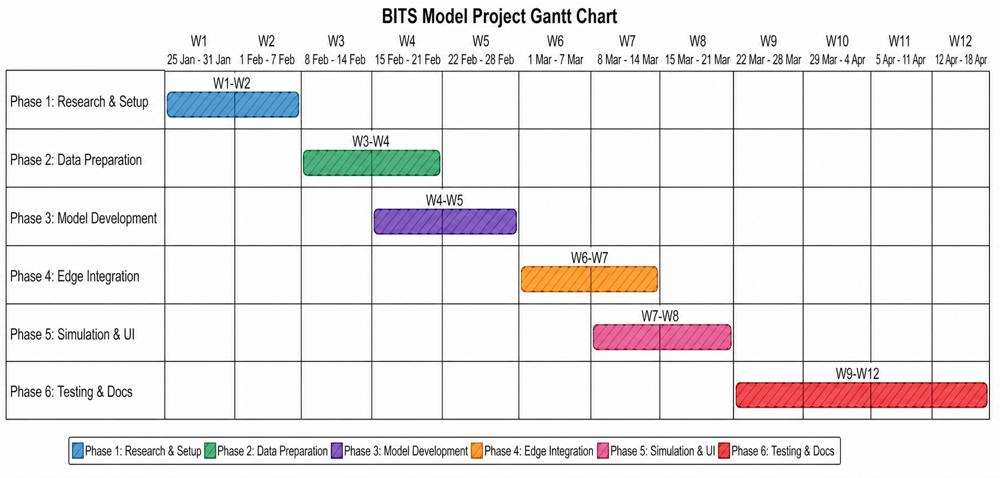 BITS Model Project Gantt Chart
W1 W2 W3 W4 W5 W6 W7 W8 W9 W10 W11 W12
25 Jan - 31 Jan 1 Feb - 7 Feb 8 Feb - 14 Feb 15 Feb - 21 Feb 22 Feb - 28 Feb 1 Mar - 7 Mar 8 Mar - 14 Mar 15 Mar - 21 Mar 22 Mar - 28 Mar 29 Mar - 4 Apr 5 Apr - 11 Apr 12 Apr - 18 Apr
W1-W2
Phase 1: Research & Setup
W3-W4
Phase 2: Data Preparation
W4-W5
Phase 3: Model Development
W6-W7
Phase 4: Edge Integration
W7-W8
Phase 5: Simulation & UI
W9-W12
Phase 6: Testing & Docs
Phase 1: Research & Setup Phase 2: Data Preparation Phase 3: Model Development Phase 4: Edge Integration Phase 5: Simulation & UI Phase 6: Testing & Docs